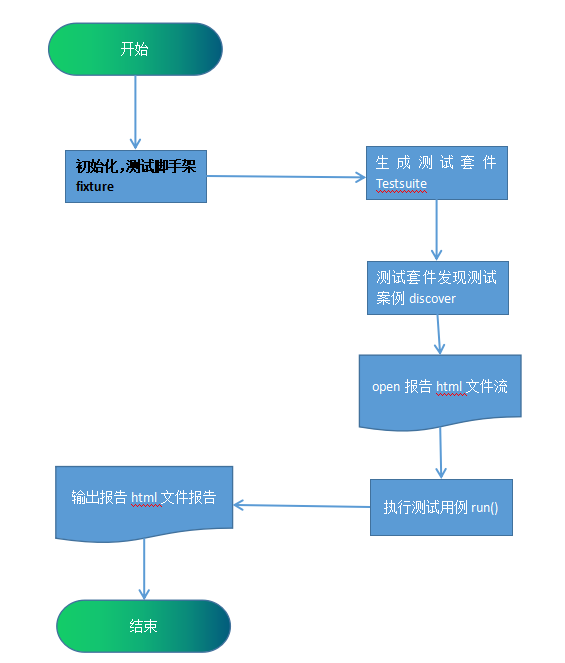 开始
初始化，测试脚手架
fixture
生成测试套件
Testsuite
测试套件发现测试
案例 discover
open 报告 html 文件流
执行测试用例 run()
输出报告 html 文件报告
结束